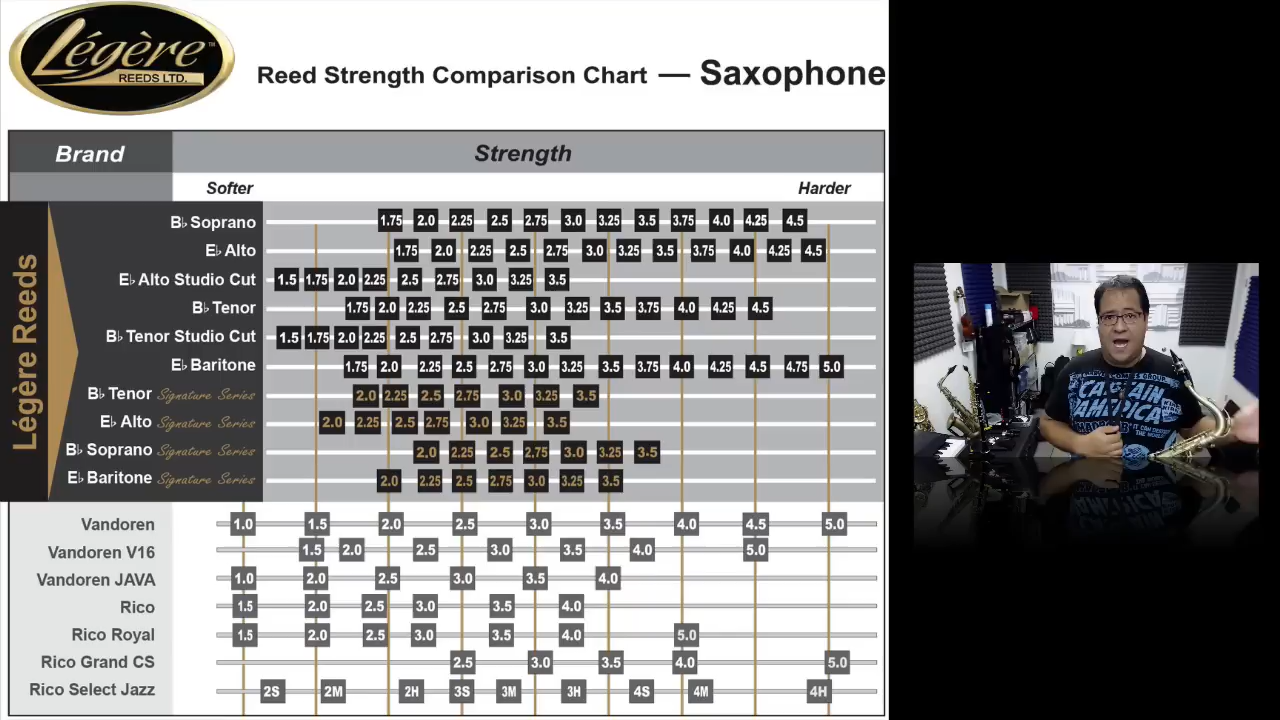 Légère™
REEDS LTD.
Reed Strength Comparison Chart — Saxophone
Brand Strength
Softer Harder
Légère Reeds
B♭ Soprano 1.75 2.0 2.25 2.5 2.75 3.0 3.25 3.5 3.75 4.0 4.25 4.5
E♭ Alto 1.75 2.0 2.25 2.5 2.75 3.0 3.25 3.5 3.75 4.0 4.25 4.5
E♭ Alto Studio Cut 1.5 1.75 2.0 2.25 2.5 2.75 3.0 3.25 3.5
B♭ Tenor 1.75 2.0 2.25 2.5 2.75 3.0 3.25 3.5 3.75 4.0 4.25 4.5
B♭ Tenor Studio Cut 1.5 1.75 2.0 2.25 2.5 2.75 3.0 3.25 3.5
E♭ Baritone 1.75 2.0 2.25 2.5 2.75 3.0 3.25 3.5 3.75 4.0 4.25 4.5 4.75 5.0
B♭ Tenor Signature Series 2.0 2.25 2.5 2.75 3.0 3.25 3.5
E♭ Alto Signature Series 2.0 2.25 2.5 2.75 3.0 3.25 3.5
B♭ Soprano Signature Series 2.0 2.25 2.5 2.75 3.0 3.25 3.5
E♭ Baritone Signature Series 2.0 2.25 2.5 2.75 3.0 3.25 3.5
Vandoren 1.0 1.5 2.0 2.5 3.0 3.5 4.0 4.5 5.0
Vandoren V16 1.5 2.0 2.5 3.0 3.5 4.0 5.0
Vandoren JAVA 1.0 2.0 2.5 3.0 3.5 4.0
Rico 1.5 2.0 2.5 3.0 3.5 4.0
Rico Royal 1.5 2.0 2.5 3.0 3.5 4.0 5.0
Rico Grand CS 2.5 3.0 3.5 4.0 5.0
Rico Select Jazz 2S 2M 2H 3S 3M 3H 4S 4M 4H
CAPTAIN
AMERICA